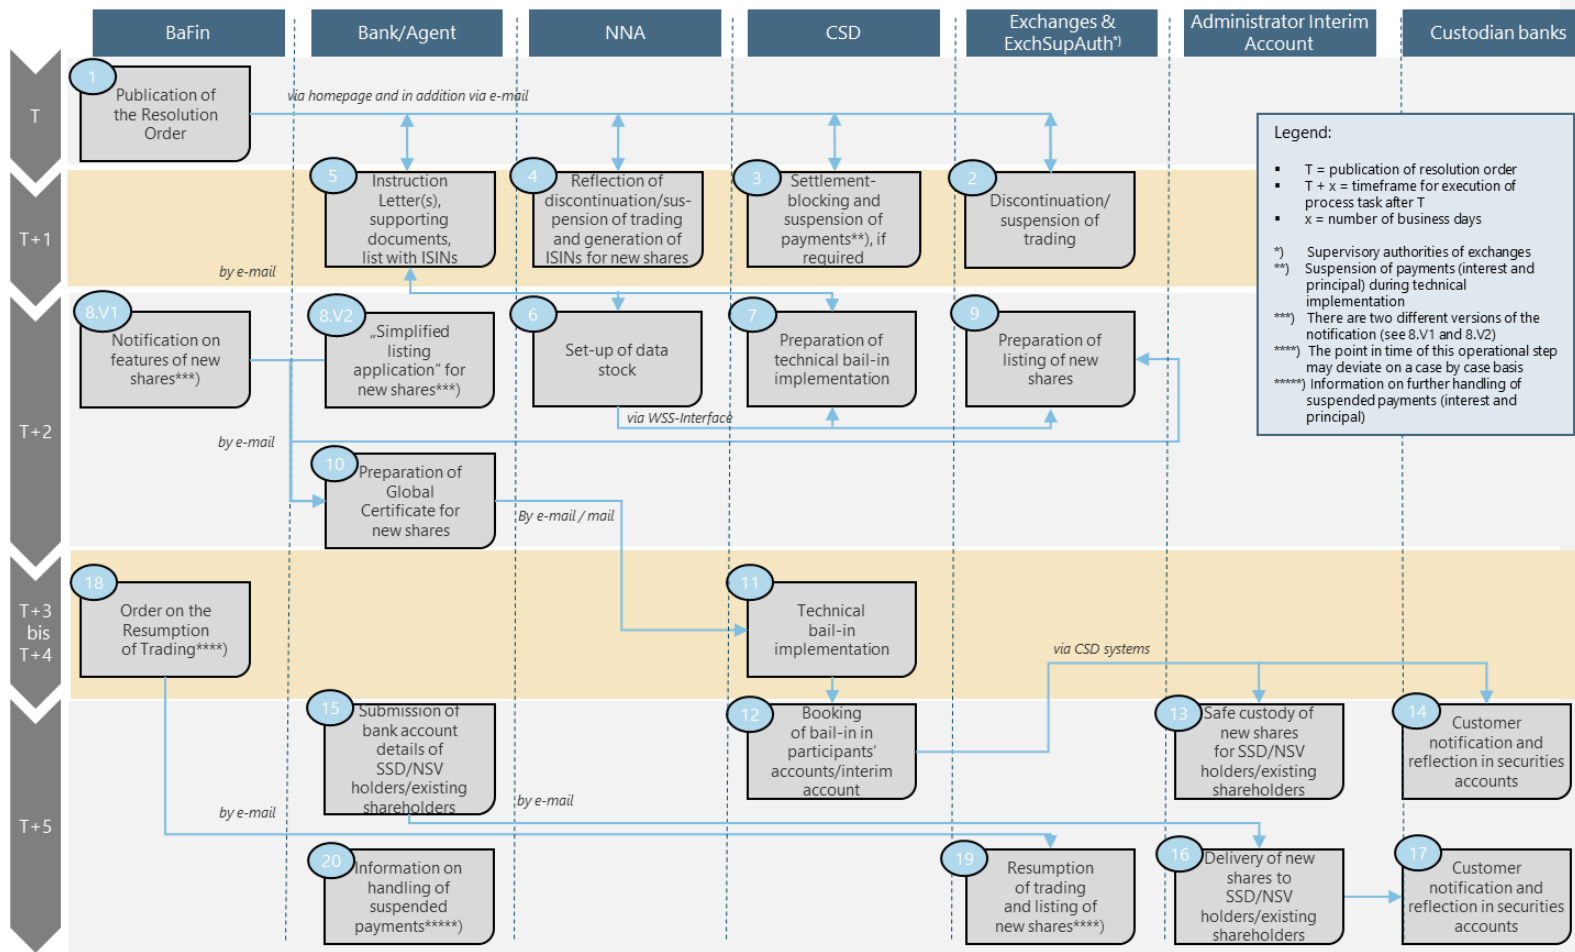 BaFin
Bank/Agent
NNA
CSD
Exchanges &
ExchSupAuth*)
Administrator Interim
Account
Custodian banks
T
1
Publication of
the Resolution
Order
via homepage and in addition via e-mail
Legend:
▪ T = publication of resolution order
▪ T + x = timeframe for execution of
process task after T
▪ x = number of business days
*) Supervisory authorities of exchanges
**) Suspension of payments (interest and
principal) during technical
implementation
***) There are two different versions of the
notification (see 8.V1 and 8.V2)
****) The point in time of this operational step
may deviate on a case by case basis
*****) Information on further handling of
suspended payments (interest and
principal)
T+1
5
Instruction
Letter(s),
supporting
documents,
list with ISINs
4
Reflection of
discontinuation/sus-
pension of trading
and generation of
ISINs for new shares
3
Settlement-
blocking and
suspension of
payments**), if
required
2
Discontinuation/
suspension of
trading
by e-mail
T+2
8.V1
Notification on
features of new
shares***)
8.V2
„Simplified
listing
application" for
new shares***)
6
Set-up of data
stock
7
Preparation of
technical bail-in
implementation
9
Preparation of
listing of new
shares
via WSS-Interface
by e-mail
10
Preparation of
Global
Certificate for
new shares
By e-mail / mail
T+3
bis
T+4
18
Order on the
Resumption
of Trading****)
11
Technical
bail-in
implementation
via CSD systems
T+5
15
Submission of
bank account
details of
SSD/NSV
holders/existing
shareholders
12
Booking
of bail-in in
participants'
accounts/interim
account
13
Safe custody of
new shares
for SSD/NSV
holders/existing
shareholders
14
Customer
notification and
reflection in securities
accounts
by e-mail
by e-mail
20
Information on
handling of
suspended
payments*****)
19
Resumption
of trading
and listing of
new shares****)
16
Delivery of new
shares to
SSD/NSV
holders/existing
shareholders
17
Customer
notification and
reflection in securities
accounts